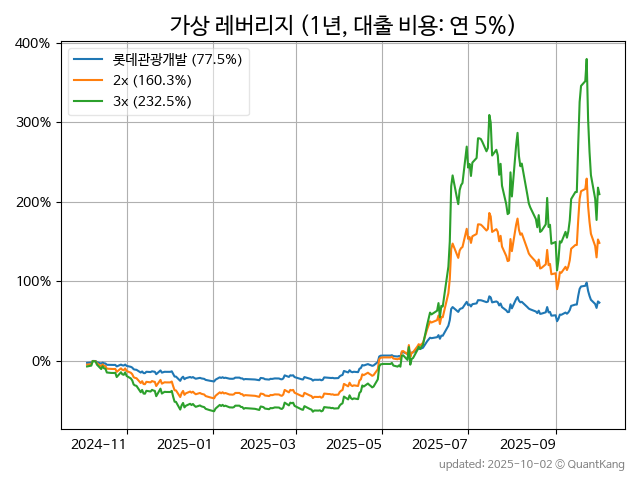 가상 레버리지 (1년, 대출 비용: 연 5%)
400%
300%
200%
100%
0%
롯데관광개발 (77.5%)
2x (160.3%)
3x (232.5%)
2024-11
2025-01
2025-03
2025-05
2025-07
2025-09
updated: 2025-10-02 © QuantKang